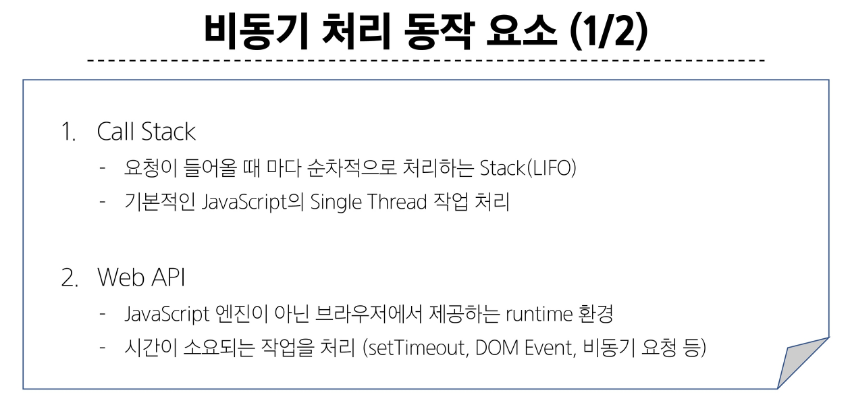 비동기 처리 동작 요소 (1/2)
1. Call Stack
- 요청이 들어올 때 마다 순차적으로 처리하는 Stack(LIFO)
- 기본적인 JavaScript의 Single Thread 작업 처리
2. Web API
- JavaScript 엔진이 아닌 브라우저에서 제공하는 runtime 환경
- 시간이 소요되는 작업을 처리 (setTimeout, DOM Event, 비동기 요청 등)